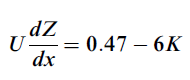 U dZ/dx = 0.47 – 6K